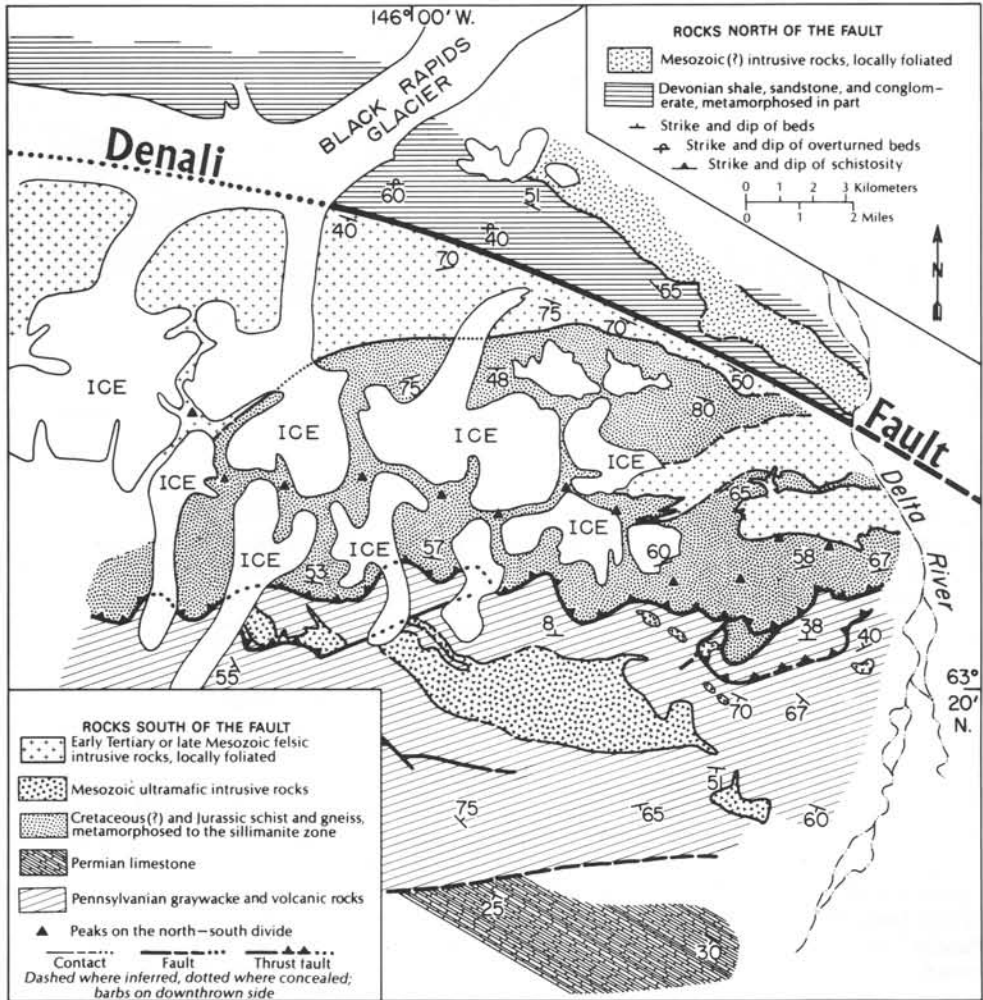 146° 00' W.
BLACK RAPIDS
GLACIER
Denali
Fault
ROCKS NORTH OF THE FAULT
Mesozoic(?) intrusive rocks, locally foliated
Devonian shale, sandstone, and conglom-
erate, metamorphosed in part
Strike and dip of beds
Strike and dip of overturned beds
Strike and dip of schistosity
0 1 2 3 Kilometers
0 1 2 Miles
N
60
51
40
40
70
65
75
70
50
75
48
80
ICE
ICE
ICE
ICE
ICE
65
Delta
River
ICE
ICE
ICE
57
60
58
67
53
8
38
40
55
70
67
63°
20'
N.
51
75
65
60
25
30
ROCKS SOUTH OF THE FAULT
Early Tertiary or late Mesozoic felsic
intrusive rocks, locally foliated
Mesozoic ultramafic intrusive rocks
Cretaceous(?) and Jurassic schist and gneiss,
metamorphosed to the sillimanite zone
Permian limestone
Pennsylvanian graywacke and volcanic rocks
Peaks on the north–south divide
Contact Fault Thrust fault
Dashed where inferred, dotted where concealed;
barbs on downthrown side